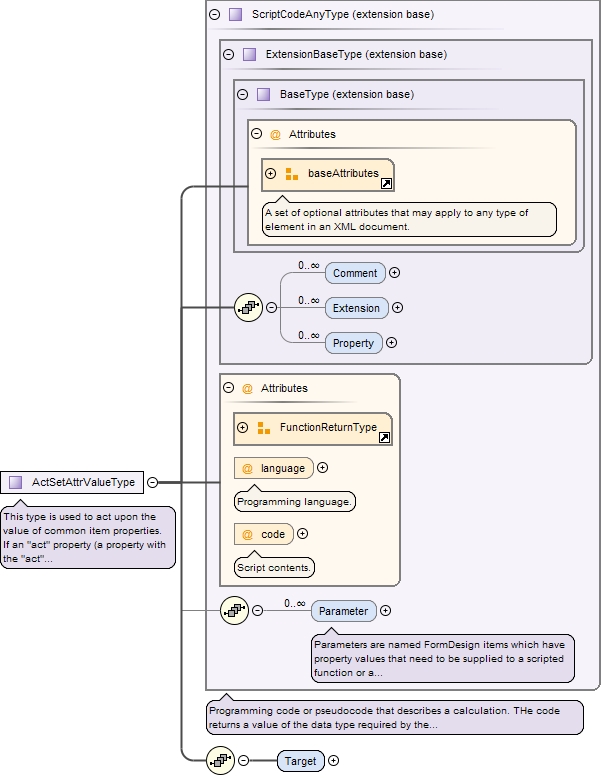 ScriptCodeAnyType (extension base)
ExtensionBaseType (extension base)
BaseType (extension base)
@ Attributes
baseAttributes
A set of optional attributes that may apply to any type of
element in an XML document.
0..∞
Comment
0..∞
Extension
0..∞
Property
@ Attributes
FunctionReturnType
@ language
Programming language.
@ code
Script contents.
ActSetAttrValueType
This type is used to act upon the
value of common item properties.
If an "act" property (a property with
the "act"...
0..∞
Parameter
Parameters are named FormDesign items which have
property values that need to be supplied to a scripted
function or a...
Programming code or pseudocode that describes a calculation. THe code
returns a value of the data type required by the...
Target